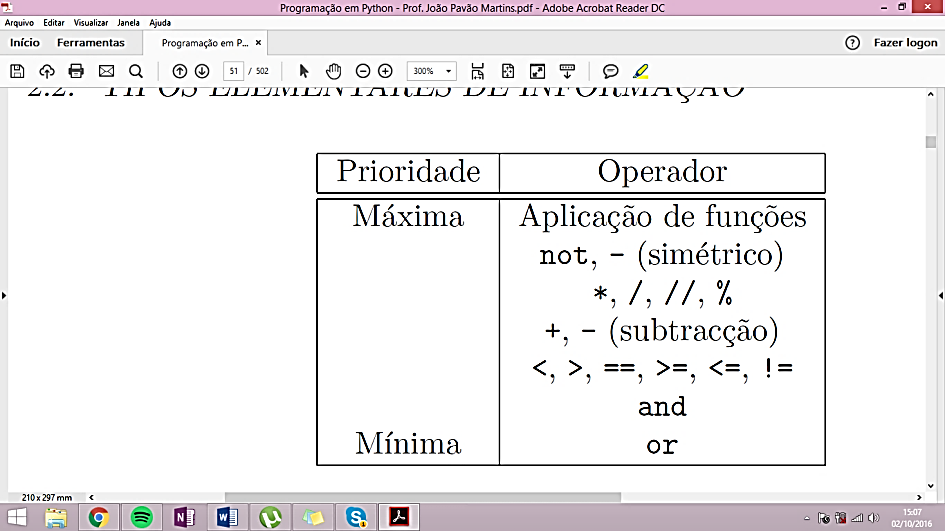 Programação em Python - Prof. João Pavão Martins.pdf - Adobe Acrobat Reader DC
Arquivo Editar Visualizar Janela Ajuda
Início Ferramentas Programação em P... × Fazer logon
51 / 502 300%
2.2. TIPOS ELEMENTARES DE INFORMAÇÃO
Prioridade Operador
Máxima Aplicação de funções
not, - (simétrico)
*, /, //, %
+, - (subtracção)
<, >, ==, >=, <=, !=
and
Mínima or
210 x 297 mm
15:07
02/10/2016